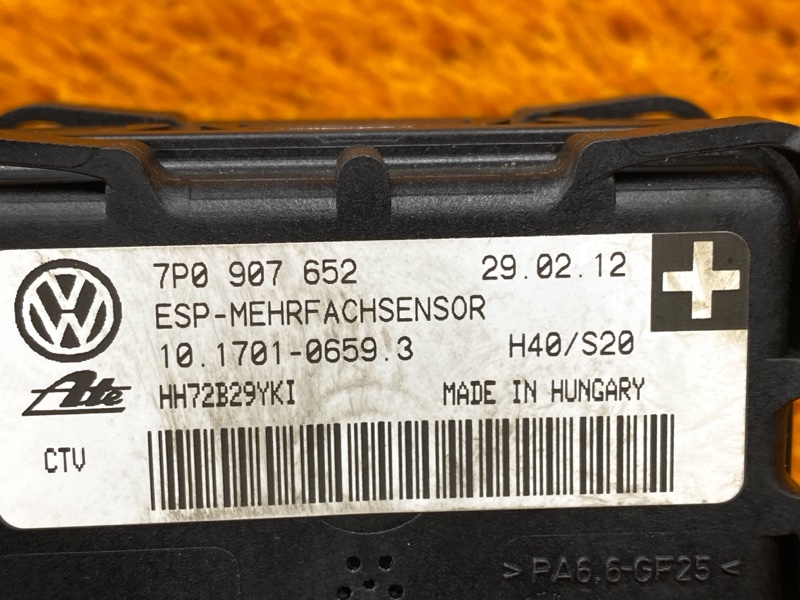 7P0 907 652 29.02.12
ESP-MEHRFACHSENSOR
10.1701-0659.3 H40/S20
Ate HH72B29YKI MADE IN HUNGARY
CTV
>PA6.6-GF25<